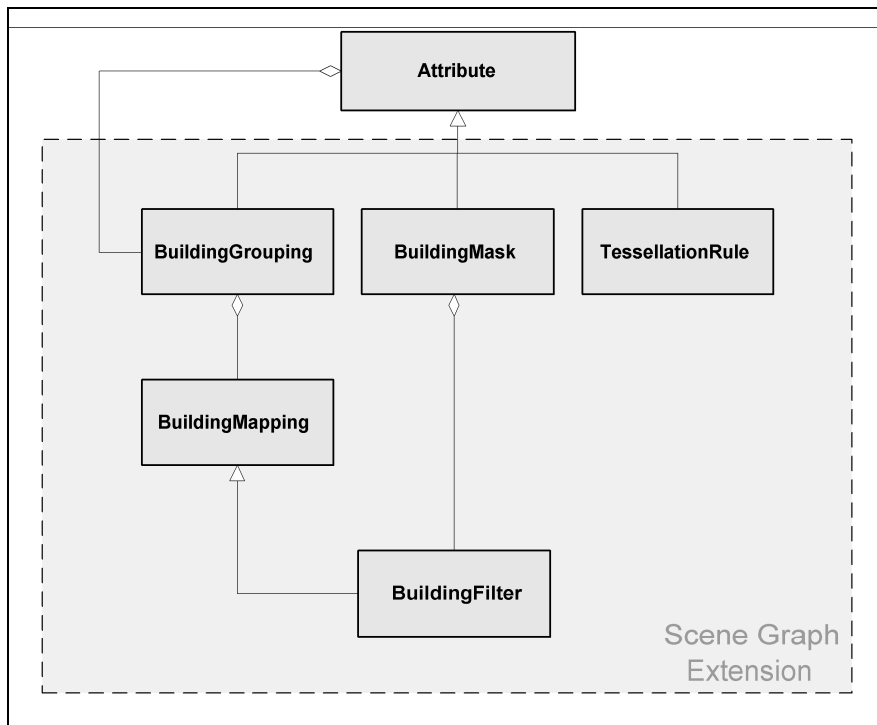 Attribute
BuildingGrouping
BuildingMask
TessellationRule
BuildingMapping
BuildingFilter
Scene Graph
Extension